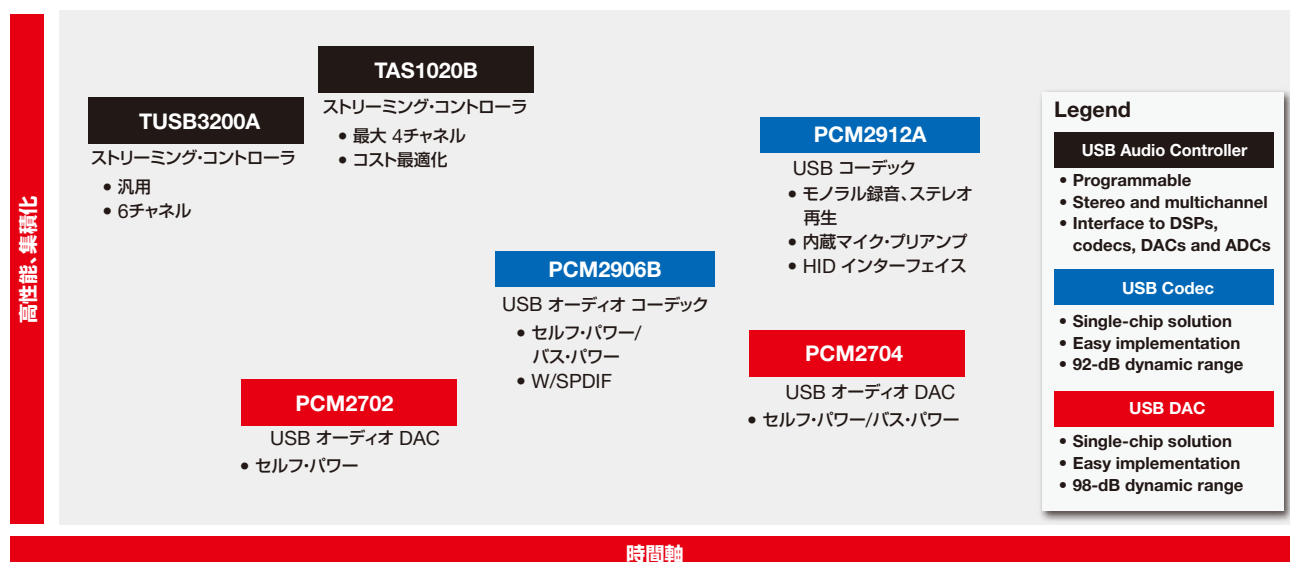 高性能、集積化
TUSB3200A
ストリーミング・コントローラ
• 汎用
• 6チャネル
TAS1020B
ストリーミング・コントローラ
• 最大 4チャネル
• コスト最適化
PCM2702
USB オーディオ DAC
• セルフ・パワー
PCM2906B
USB オーディオ コーデック
• セルフ・パワー/
バス・パワー
• W/SPDIF
PCM2912A
USB コーデック
• モノラル録音、ステレオ
再生
• 内蔵マイク・プリアンプ
• HID インターフェイス
PCM2704
USB オーディオ DAC
• セルフ・パワー/バス・パワー
Legend
USB Audio Controller
• Programmable
• Stereo and multichannel
• Interface to DSPs,
codecs, DACs and ADCs
USB Codec
• Single-chip solution
• Easy implementation
• 92-dB dynamic range
USB DAC
• Single-chip solution
• Easy implementation
• 98-dB dynamic range
時間軸